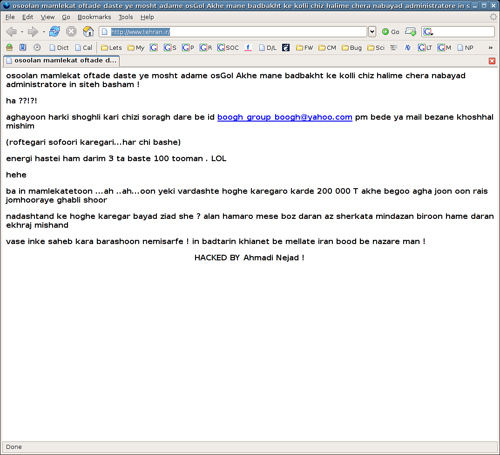 osoolan mamlekat oftade daste ye mosht adame osGol Akhe mane badbakht ke kolli chiz halime chera nabayad administratore in s
File Edit View Go Bookmarks Tools Help
http://www.tehran.ir/
Go
Dict Cal Lets My S P R SOC f D/L FW CM BM Sci LT M NP
osoolan mamlekat oftade d...
osoolan mamlekat oftade daste ye mosht adame osGol Akhe mane badbakht ke kolli chiz halime chera nabayad
administratore in siteh basham !
ha ??!?!
aghayoon harki shoghli kari chizi soragh dare be id boogh_group_boogh@yahoo.com pm bede ya mail bezane khoshhal
mishim
(roftegari sofoori karegari...har chi bashe)
energi hastei ham darim 3 ta baste 100 tooman . LOL
hehe
ba in mamlekatetoon ...ah ..ah...oon yeki vardashte hoghe karegaro karde 200 000 T akhe begoo agha joon oon rais
jomhooraye ghabli shoor
nadashtand ke hoghe karegar bayad ziad she ? alan hamaro mese boz daran az sherkata mindazan biroon hame daran
ekhraj mishand
vase inke saheb kara barashoon nemisarfe ! in badtarin khianet be mellate iran bood be nazare man !
HACKED BY Ahmadi Nejad !
Done